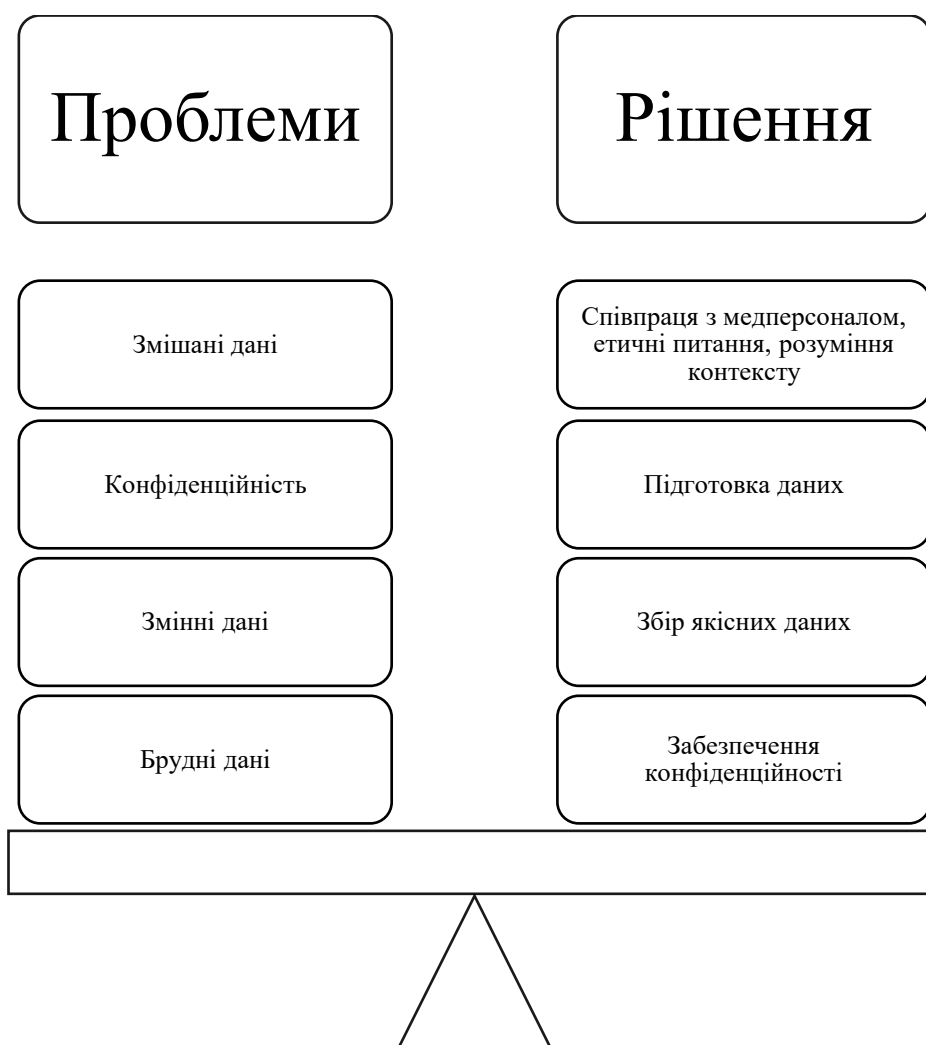 Проблеми
Рішення
Змішані дані
Співпраця з медперсоналом,
етичні питання, розуміння
контексту
Конфіденційність
Підготовка даних
Змінні дані
Збір якісних даних
Брудні дані
Забезпечення
конфіденційності